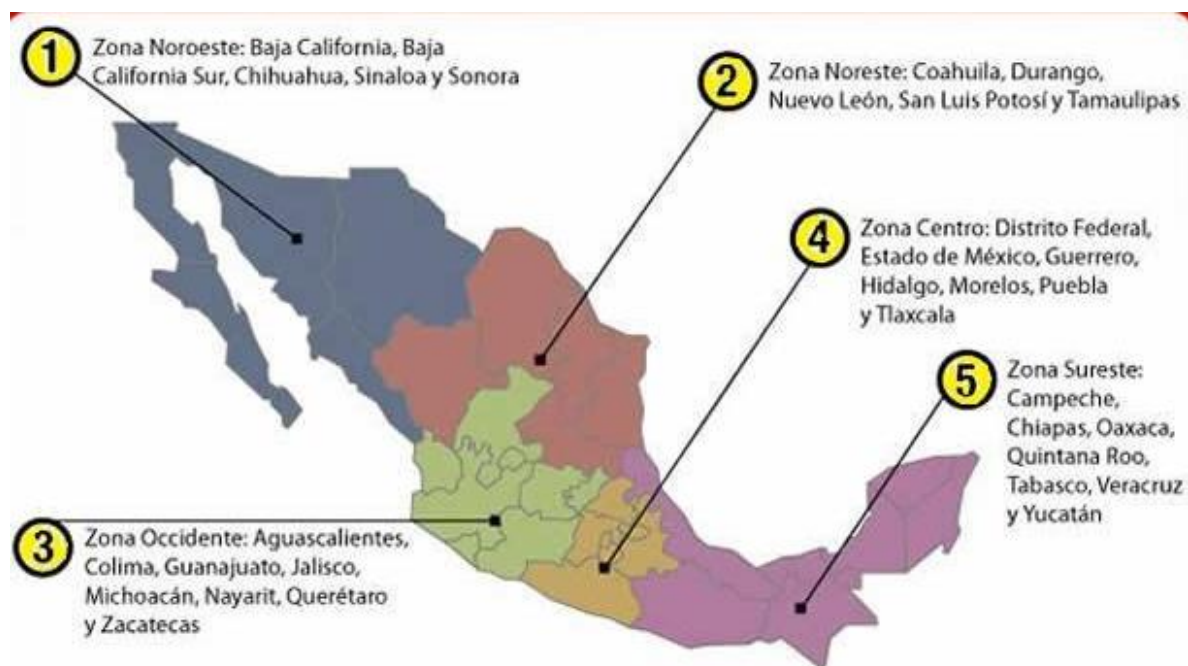 1
Zona Noroeste: Baja California, Baja
California Sur, Chihuahua, Sinaloa y Sonora
2
Zona Noreste: Coahuila, Durango,
Nuevo León, San Luis Potosí y Tamaulipas
4
Zona Centro: Distrito Federal,
Estado de México, Guerrero,
Hidalgo, Morelos, Puebla
y Tlaxcala
5
Zona Sureste:
Campeche,
Chiapas, Oaxaca,
Quintana Roo,
Tabasco, Veracruz
y Yucatán
3
Zona Occidente: Aguascalientes,
Colima, Guanajuato, Jalisco,
Michoacán, Nayarit, Querétaro
y Zacatecas